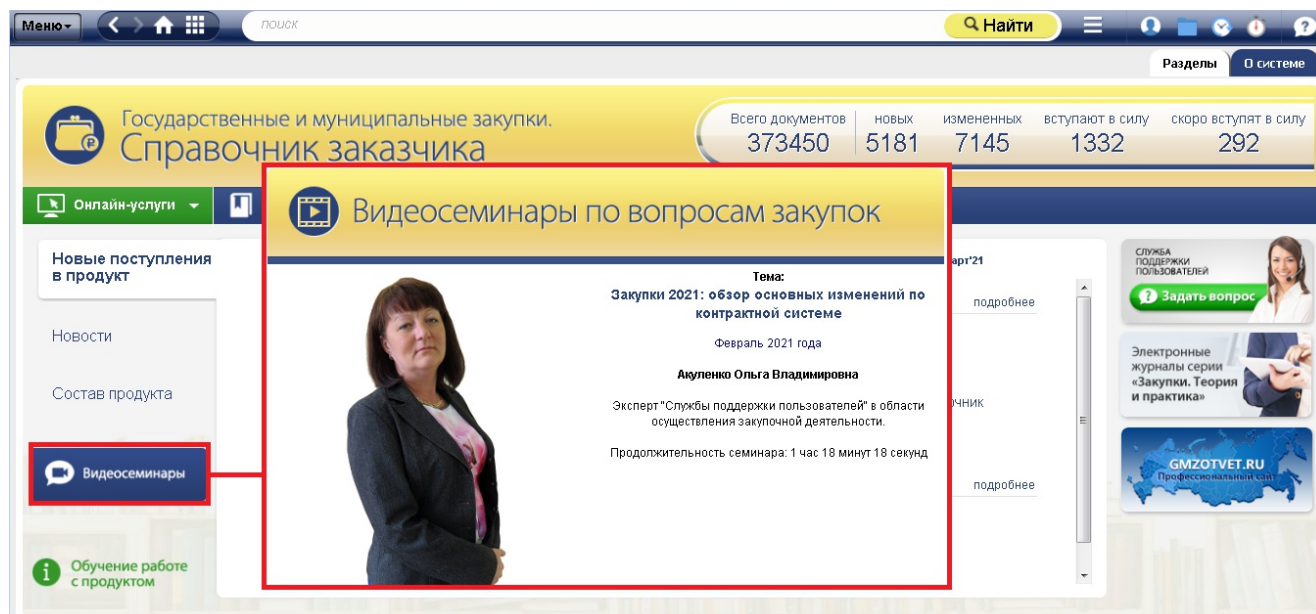 Меню
поиск
Найти
?
Разделы
О системе
Государственные и муниципальные закупки.
Справочник заказчика
Всего документов
373450
новых
5181
измененных
7145
вступают в силу
1332
скоро вступят в силу
292
Онлайн-услуги
Новые поступления
в продукт
Новости
Состав продукта
Видеосеминары
Обучение работе
с продуктом
Видеосеминары по вопросам закупок
Тема:
Закупки 2021: обзор основных изменений по
контрактной системе
Февраль 2021 года
Акуленко Ольга Владимировна
Эксперт "Службы поддержки пользователей" в области
осуществления закупочной деятельности.
Продолжительность семинара: 1 час 18 минут 18 секунд
подробнее
подробнее
СЛУЖБА
ПОДДЕРЖКИ
ПОЛЬЗОВАТЕЛЕЙ
? Задать вопрос
Электронные
журналы серии
«Закупки. Теория
и практика»
GMZOTVET.RU
Профессиональный сайт